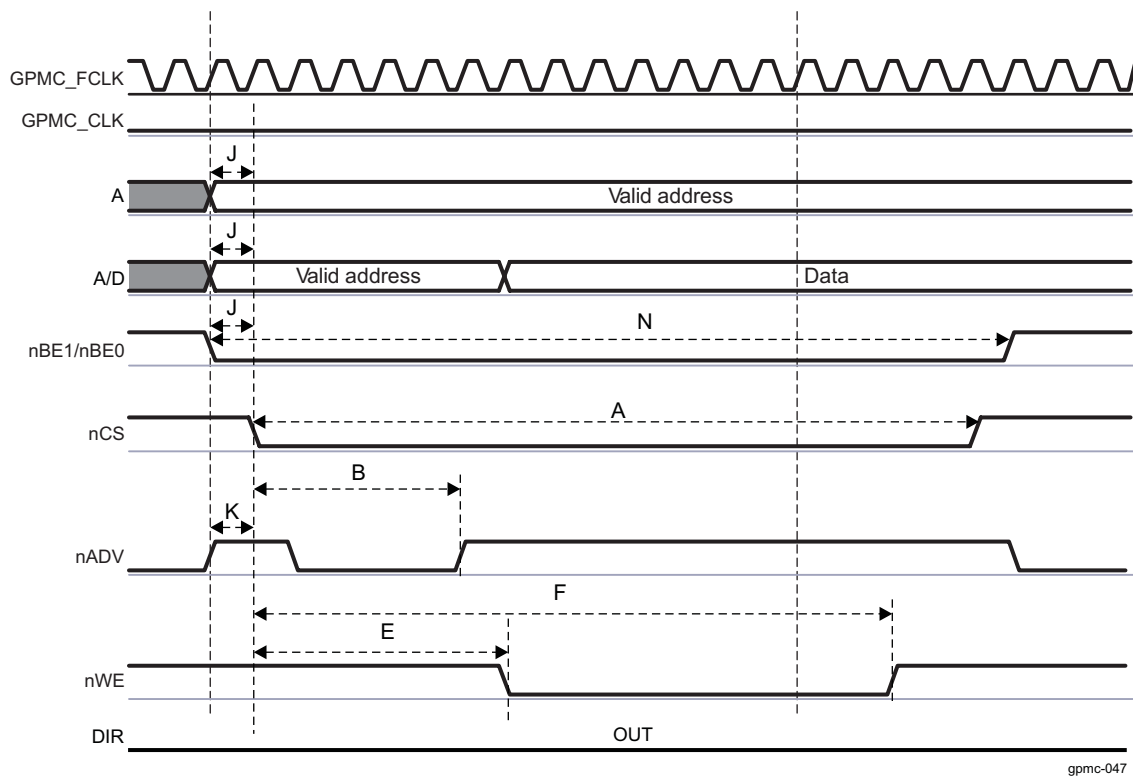 GPMC_FCLK
GPMC_CLK
J
A
Valid address
J
A/D
Valid address
Data
J
N
nBE1/nBE0
A
nCS
B
K
nADV
F
E
nWE
DIR
OUT
gpmc-047